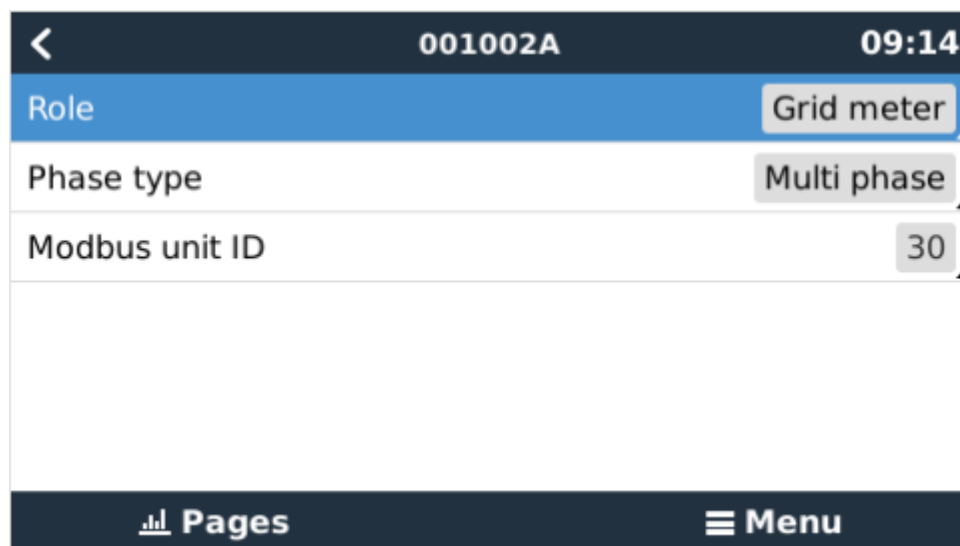 001002A 09:14
Role Grid meter
Phase type Multi phase
Modbus unit ID 30
Pages Menu